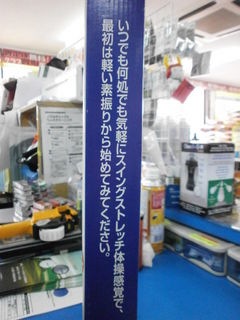 いつでも何処でも気軽にスイングストレッチ体操感覚で、
最初は軽い素振りから始めてみてください。